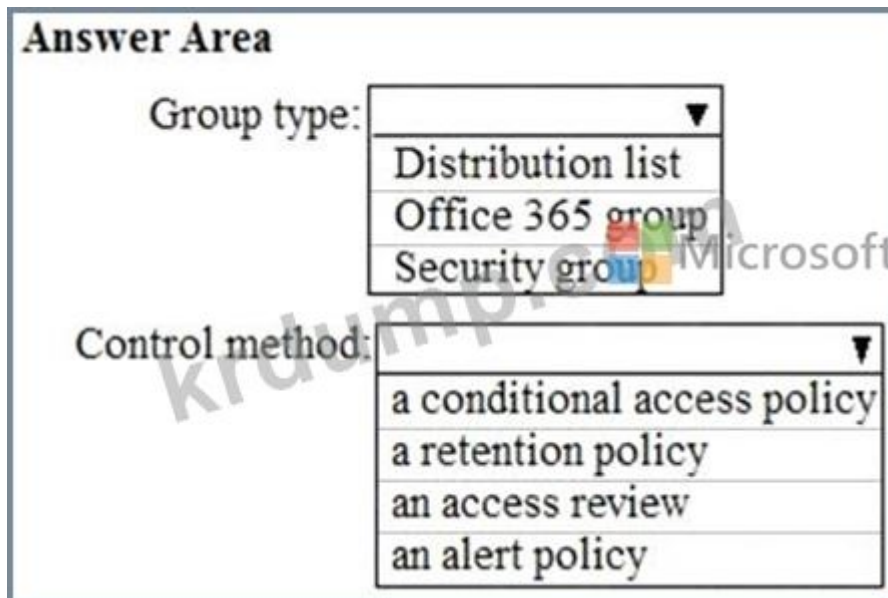 Answer Area
Group type:
Distribution list
Office 365 group
Security group
Microsoft
Control method:
a conditional access policy
a retention policy
an access review
an alert policy
krdump.com